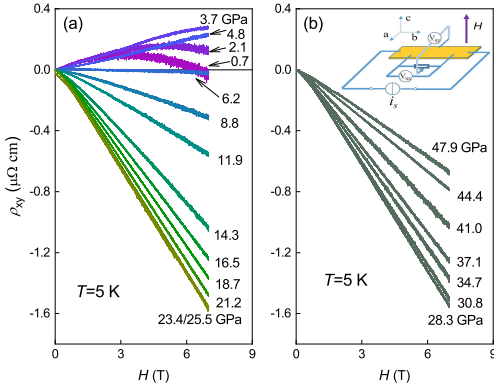 (a)
3.7 GPa
4.8
2.1
0.7
6.2
8.8
11.9
14.3
16.5
18.7
21.2
23.4/25.5 GPa
T=5 K
0.0
-0.4
-0.8
-1.2
-1.6
ρxy (μΩ cm)
0 3 6 9
H (T)
(b)
c
a b
Vxy
Vxx
is
H
47.9 GPa
44.4
41.0
37.1
34.7
30.8
28.3 GPa
T=5 K
0 3 6 9
H (T)